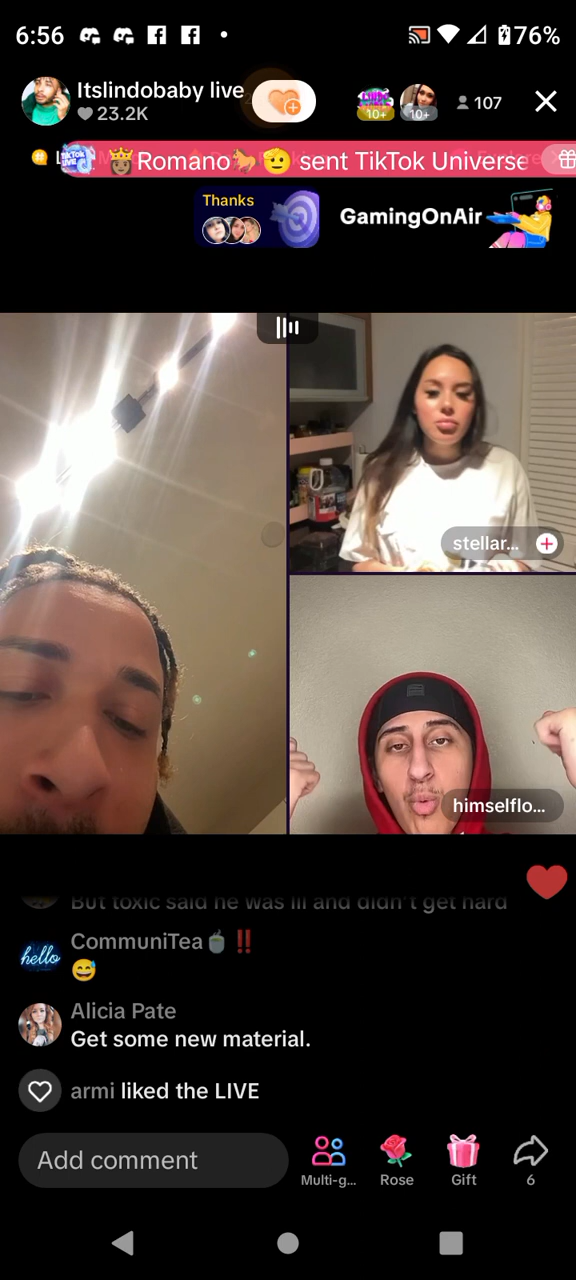 6:56
76%
Itslindobaby live
23.2K
10+
10+
107
Romano🐎🫡 sent TikTok Universe
Thanks
GamingOnAir
stellar...
himselflo...
But toxic said he was ill and didn't get hard
CommuniTea🍵‼️
hello
😅
Alicia Pate
Get some new material.
armi liked the LIVE
Add comment
Multi-g...
Rose
Gift
6